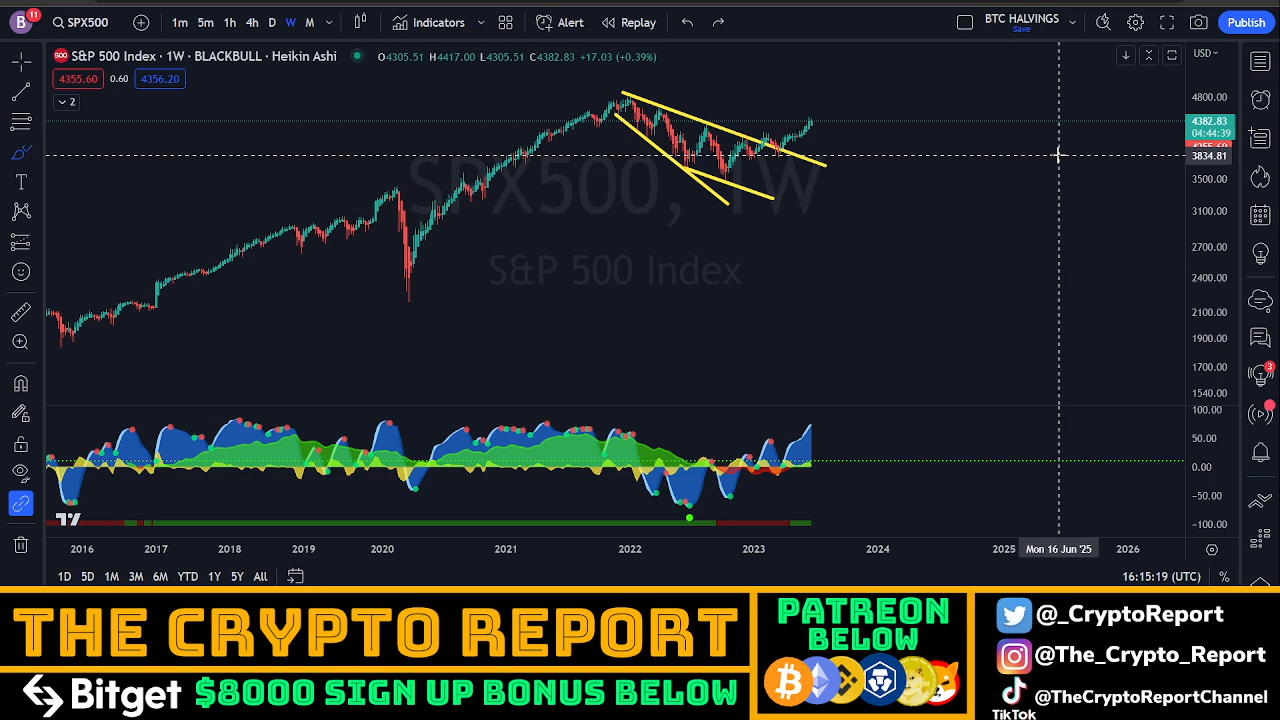 B 11 SPX500 1m 5m 1h 4h D W M Indicators Alert Replay BTC HALVINGS Save Publish
500 S&P 500 Index · 1W · BLACKBULL · Heikin Ashi O4305.51 H4417.00 L4305.51 C4382.83 +17.03 (+0.39%) USD
4355.60 0.60 4356.20
2
4800.00
4382.83
04:44:39
4355.60
3834.81
3500.00
3100.00
2700.00
2400.00
2100.00
1900.00
1700.00
1540.00
SPX500, 1W
S&P 500 Index
3
100.00
50.00
0.00
-50.00
-100.00
2016 2017 2018 2019 2020 2021 2022 2023 2024 2025 Mon 16 Jun '25 2026
1D 5D 1M 3M 6M YTD 1Y 5Y All 16:15:19 (UTC) %
THE CRYPTO REPORT
Bitget $8000 SIGN UP BONUS BELOW
PATREON
BELOW
@_CryptoReport
@The_Crypto_Report
@TheCryptoReportChannel
TikTok